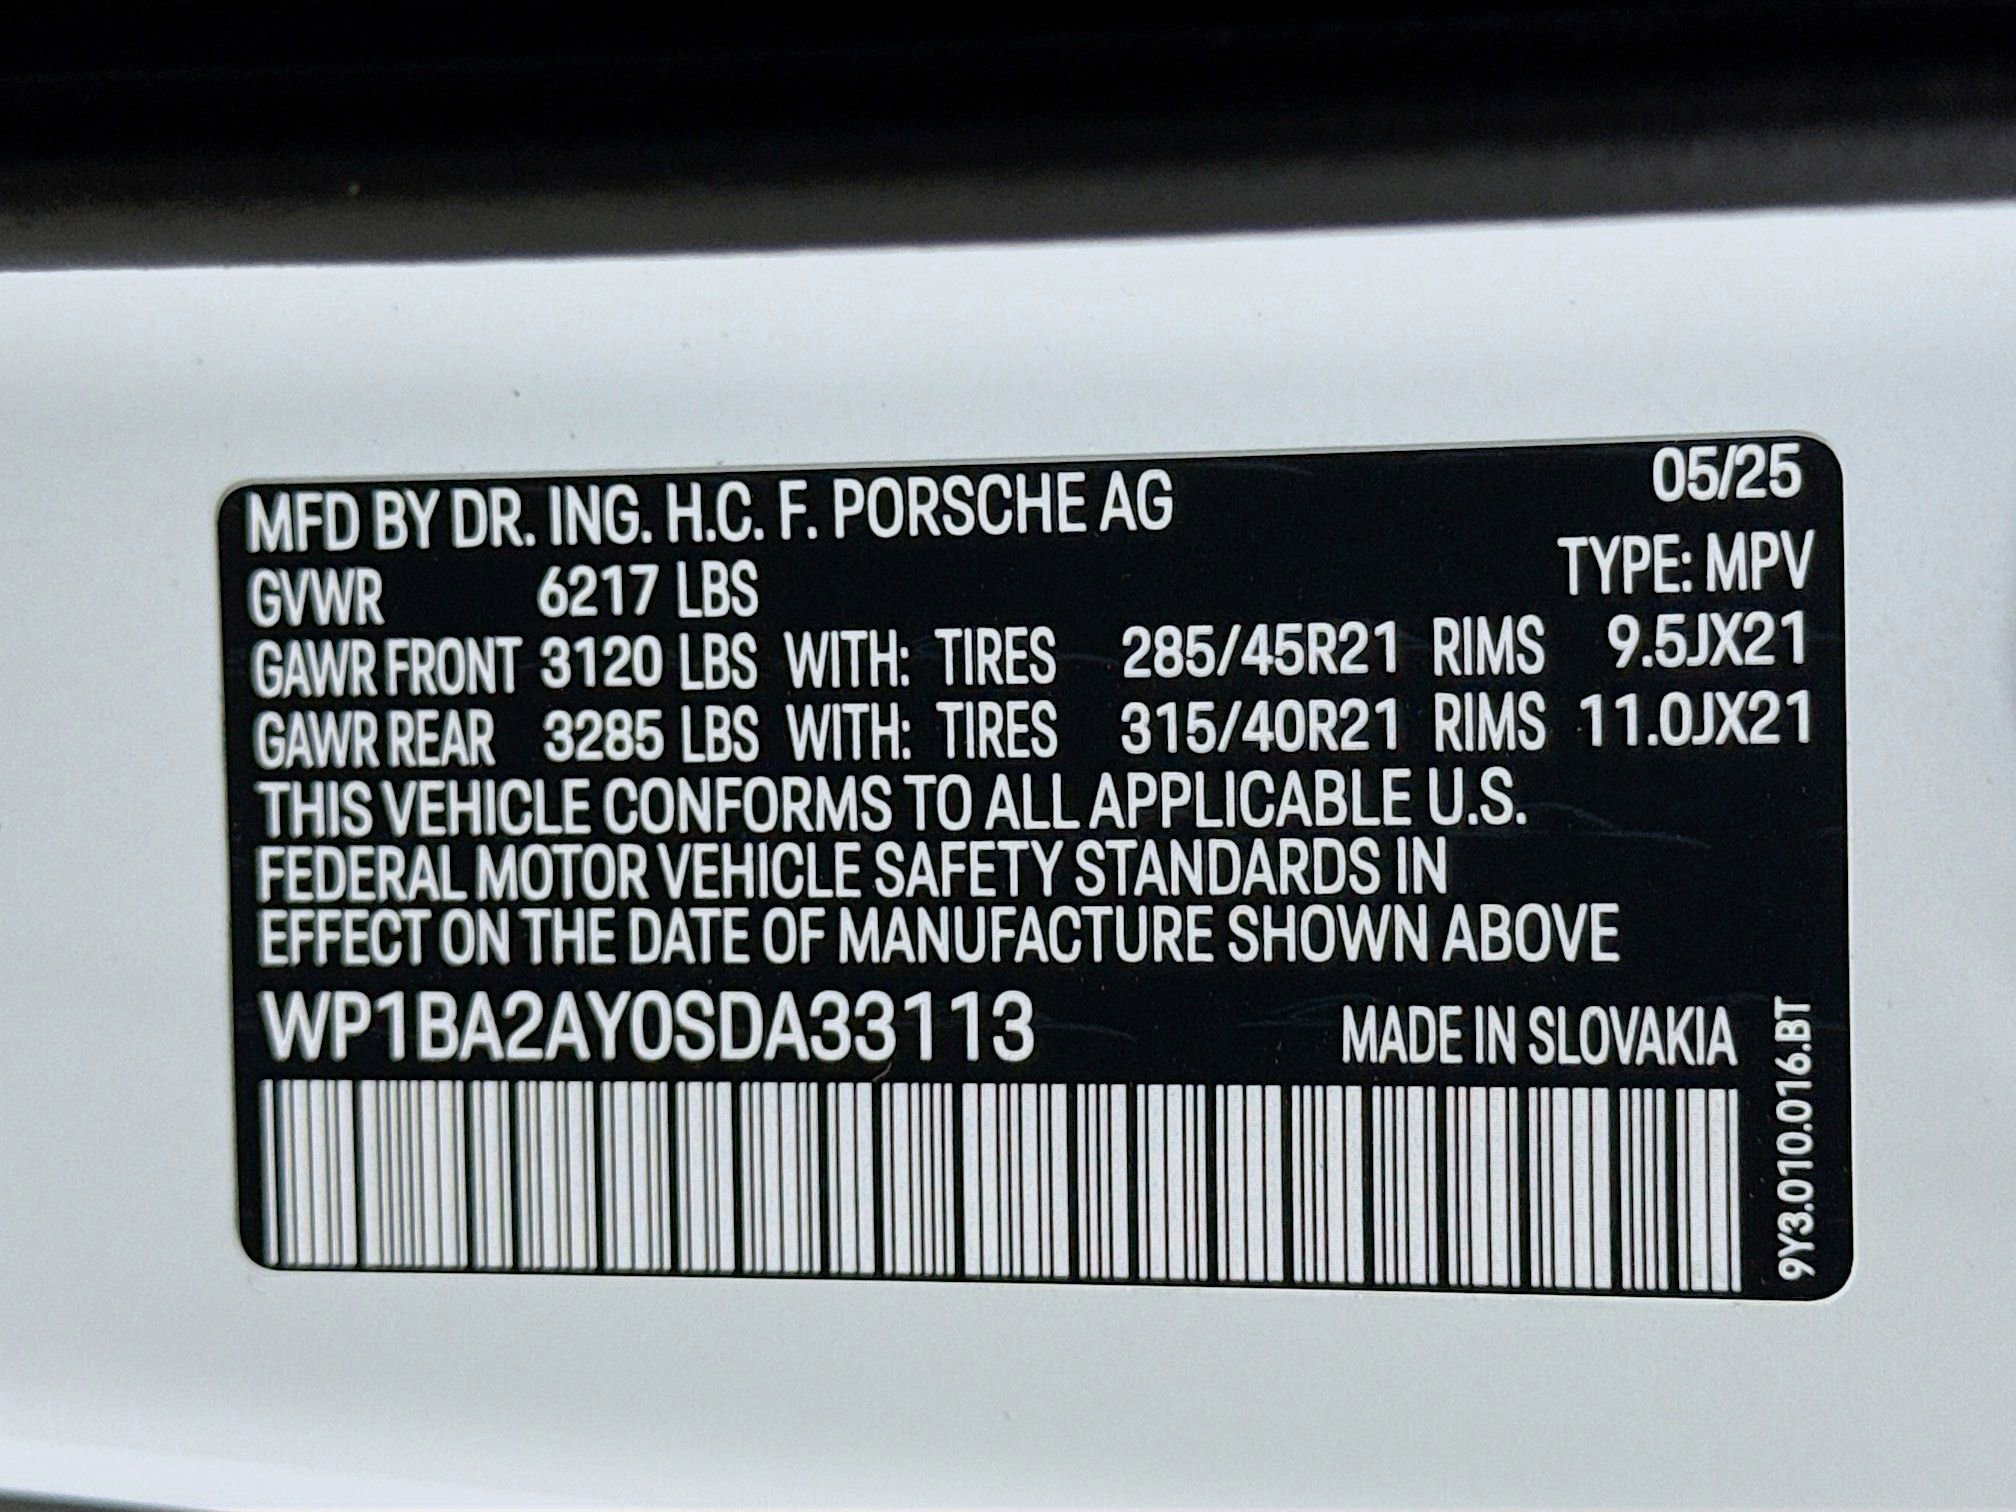 MFD BY DR. ING. H.C. F. PORSCHE AG 05/25
GVWR 6217 LBS TYPE: MPV
GAWR FRONT 3120 LBS WITH: TIRES 285/45R21 RIMS 9.5JX21
GAWR REAR 3285 LBS WITH: TIRES 315/40R21 RIMS 11.0JX21
THIS VEHICLE CONFORMS TO ALL APPLICABLE U.S.
FEDERAL MOTOR VEHICLE SAFETY STANDARDS IN
EFFECT ON THE DATE OF MANUFACTURE SHOWN ABOVE
WP1BA2AY0SDA33113 MADE IN SLOVAKIA
9Y3.010.016.BT